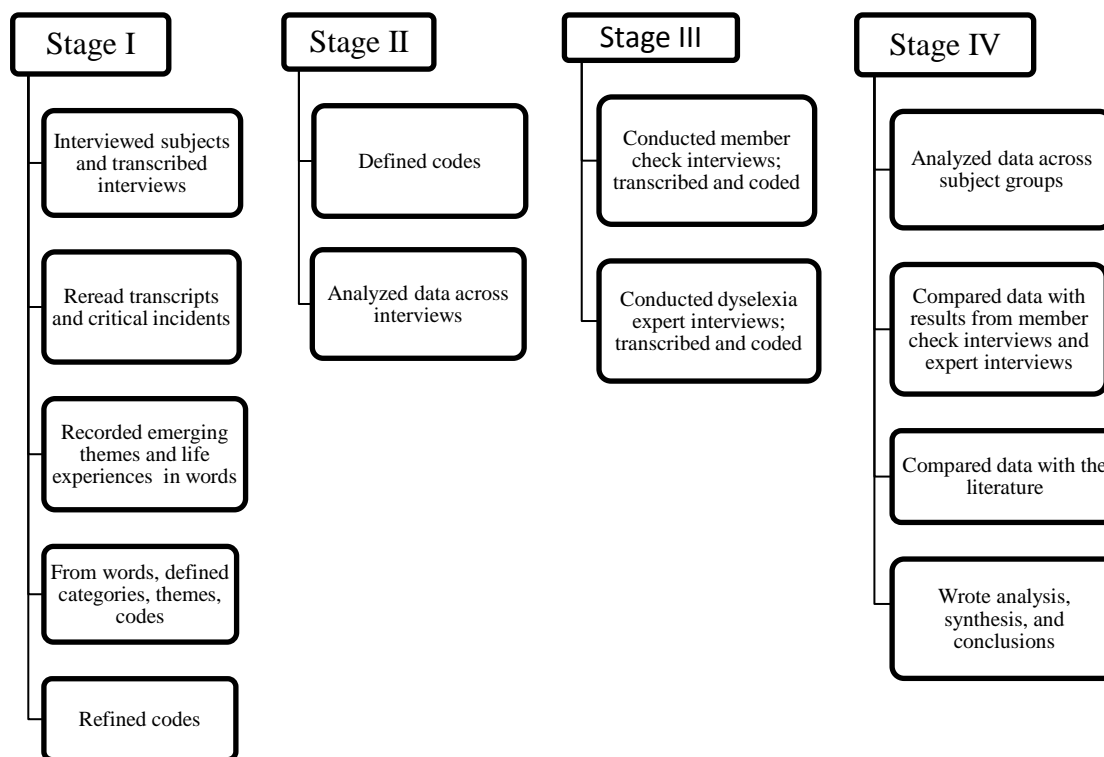 Stage I
Interviewed subjects
and transcribed
interviews
Reread transcripts
and critical incidents
Recorded emerging
themes and life
experiences in words
From words, defined
categories, themes,
codes
Refined codes
Stage II
Defined codes
Analyzed data across
interviews
Stage III
Conducted member
check interviews;
transcribed and coded
Conducted dyselexia
expert interviews;
transcribed and coded
Stage IV
Analyzed data across
subject groups
Compared data with
results from member
check interviews and
expert interviews
Compared data with the
literature
Wrote analysis,
synthesis, and
conclusions